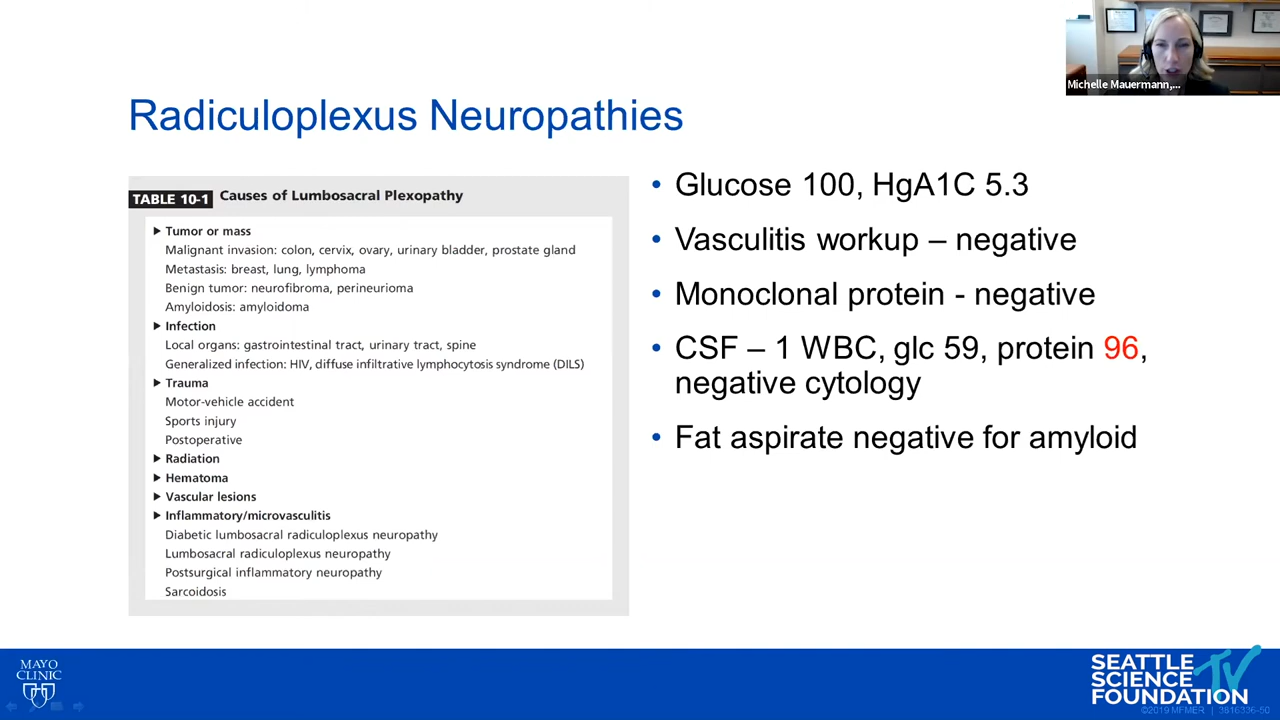 Michelle Mauermann,...
Radiculoplexus Neuropathies
TABLE 10-1 Causes of Lumbosacral Plexopathy
▶ Tumor or mass
Malignant invasion: colon, cervix, ovary, urinary bladder, prostate gland
Metastasis: breast, lung, lymphoma
Benign tumor: neurofibroma, perineurioma
Amyloidosis: amyloidoma
▶ Infection
Local organs: gastrointestinal tract, urinary tract, spine
Generalized infection: HIV, diffuse infiltrative lymphocytosis syndrome (DILS)
▶ Trauma
Motor-vehicle accident
Sports injury
Postoperative
▶ Radiation
▶ Hematoma
▶ Vascular lesions
▶ Inflammatory/microvasculitis
Diabetic lumbosacral radiculoplexus neuropathy
Lumbosacral radiculoplexus neuropathy
Postsurgical inflammatory neuropathy
Sarcoidosis
• Glucose 100, HgA1C 5.3
• Vasculitis workup – negative
• Monoclonal protein - negative
• CSF – 1 WBC, glc 59, protein 96,
negative cytology
• Fat aspirate negative for amyloid
MAYO
CLINIC
SEATTLE
SCIENCE TV
FOUNDATION
©2019 MFMER | 3816336-50